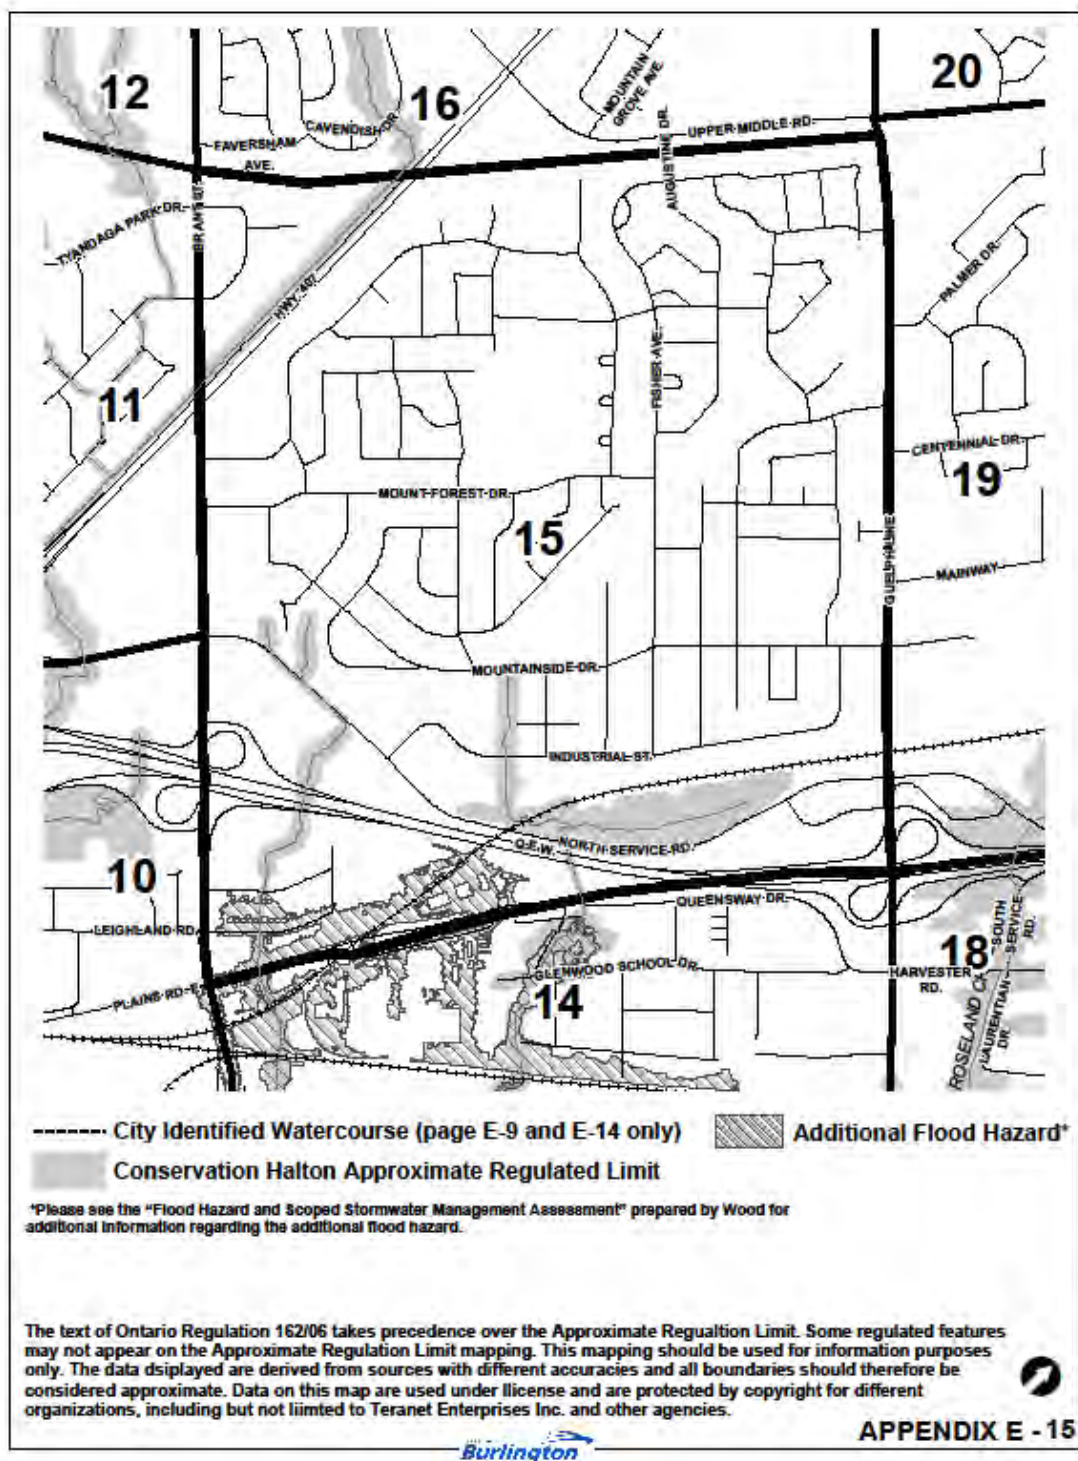 12
16
20
MOUNTAIN
GROVE AVE.
CAVENDISH DR.
FAVERSHAM
AVE.
UPPER MIDDLE RD.
AUGUSTINE DR.
TYANDAGA PARK DR.
BRANT ST.
HWY. 407
PALMER DR.
FISHER AVE.
11
CENTENNIAL DR.
19
MOUNT FOREST DR.
15
GUELPH LINE
MAINWAY
MOUNTAINSIDE DR.
INDUSTRIAL ST.
NORTH SERVICE RD.
Q.E.W.
10
QUEENSWAY DR.
LEIGHLAND RD.
SOUTH
SERVICE
RD.
18
GLENWOOD SCHOOL DR.
HARVESTER
RD.
PLAINS RD E
14
ROSELAND C
LAURENTIAN
DR.
City Identified Watercourse (page E-9 and E-14 only)
Additional Flood Hazard*
Conservation Halton Approximate Regulated Limit
*Please see the “Flood Hazard and Scoped Stormwater Management Assessment” prepared by Wood for
additional information regarding the additional flood hazard.
The text of Ontario Regulation 162/06 takes precedence over the Approximate Regualtion Limit. Some regulated features
may not appear on the Approximate Regulation Limit mapping. This mapping should be used for information purposes
only. The data dsiplayed are derived from sources with different accuracies and all boundaries should therefore be
considered approximate. Data on this map are used under llicense and are protected by copyright for different
organizations, including but not liimted to Teranet Enterprises Inc. and other agencies.
APPENDIX E - 15
Burlington